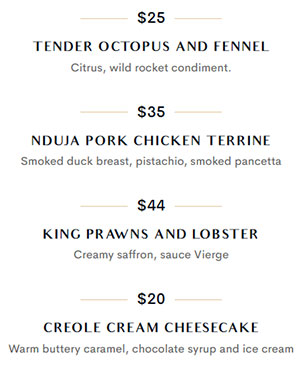 $25
TENDER OCTOPUS AND FENNEL
Citrus, wild rocket condiment.
$35
NDUJA PORK CHICKEN TERRINE
Smoked duck breast, pistachio, smoked pancetta
$44
KING PRAWNS AND LOBSTER
Creamy saffron, sauce Vierge
$20
CREOLE CREAM CHEESECAKE
Warm buttery caramel, chocolate syrup and ice cream